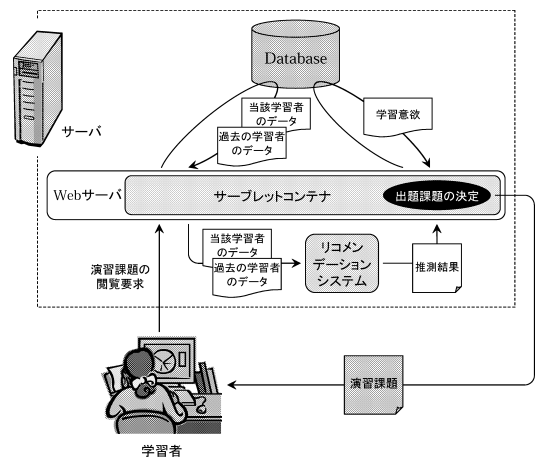 Database
当該学習者
のデータ
過去の学習者
のデータ
学習意欲
サーバ
Webサーバ
サーブレットコンテナ
出題課題の決定
演習課題の
閲覧要求
当該学習者
のデータ
過去の学習者
のデータ
リコメン
デーション
システム
推測結果
演習課題
学習者